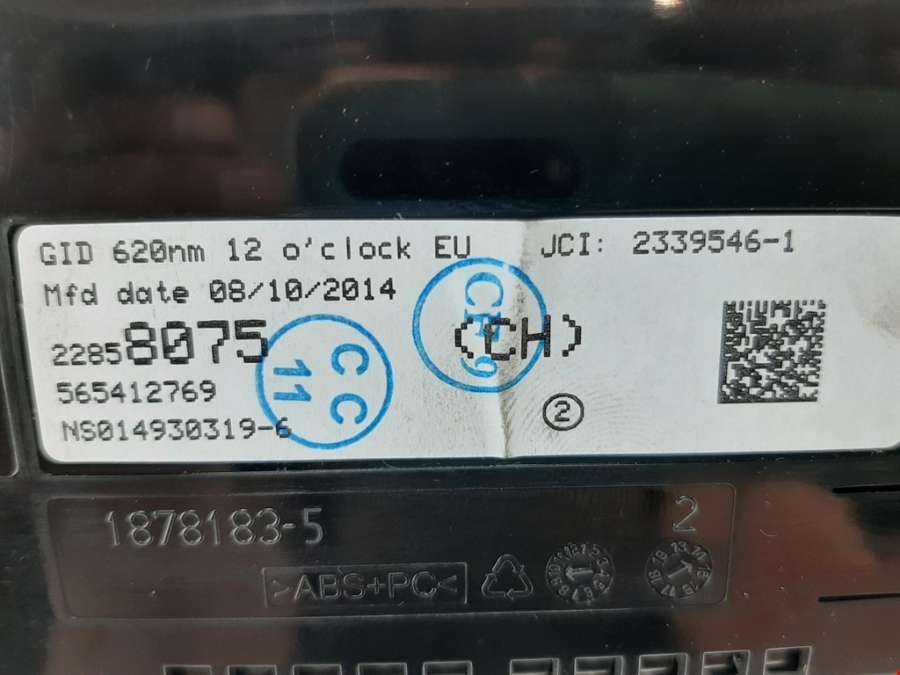 GID 620nm 12 o'clock EU JCI: 2339546-1
Mfd date 08/10/2014
22858075 (CH)
565412769
NS014930319-6
2
CC
11
1878183-5 2
>ABS+PC<